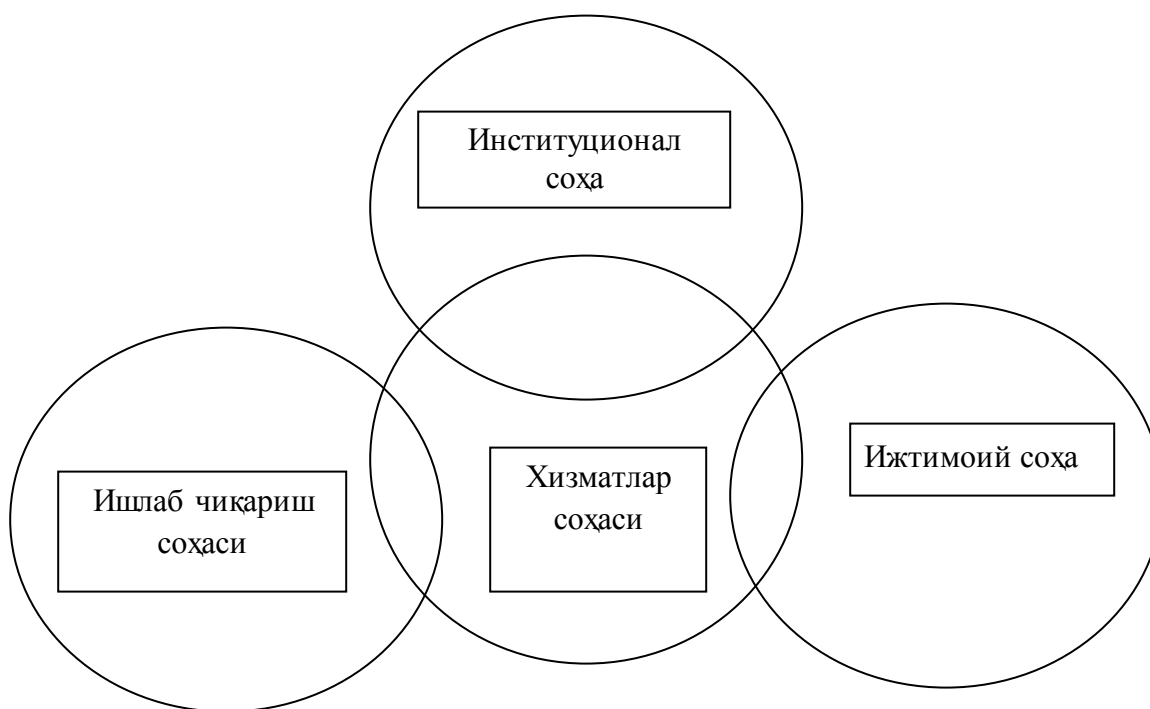 Институционал
соҳа
Ишлаб чиқариш
соҳаси
Хизматлар
соҳаси
Ижтимоий соҳа